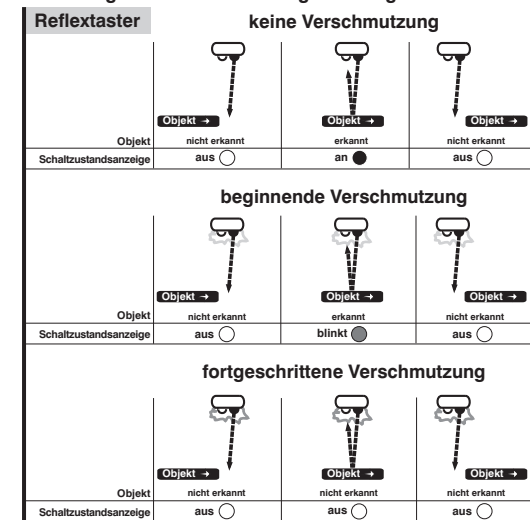 Reflextaster
keine Verschmutzung
Objekt → Objekt → Objekt →
Objekt nicht erkannt erkannt nicht erkannt
Schaltzustandsanzeige aus an aus
beginnende Verschmutzung
Objekt → Objekt → Objekt →
Objekt nicht erkannt erkannt nicht erkannt
Schaltzustandsanzeige aus blinkt aus
fortgeschrittene Verschmutzung
Objekt → Objekt → Objekt →
Objekt nicht erkannt nicht erkannt nicht erkannt
Schaltzustandsanzeige aus aus aus